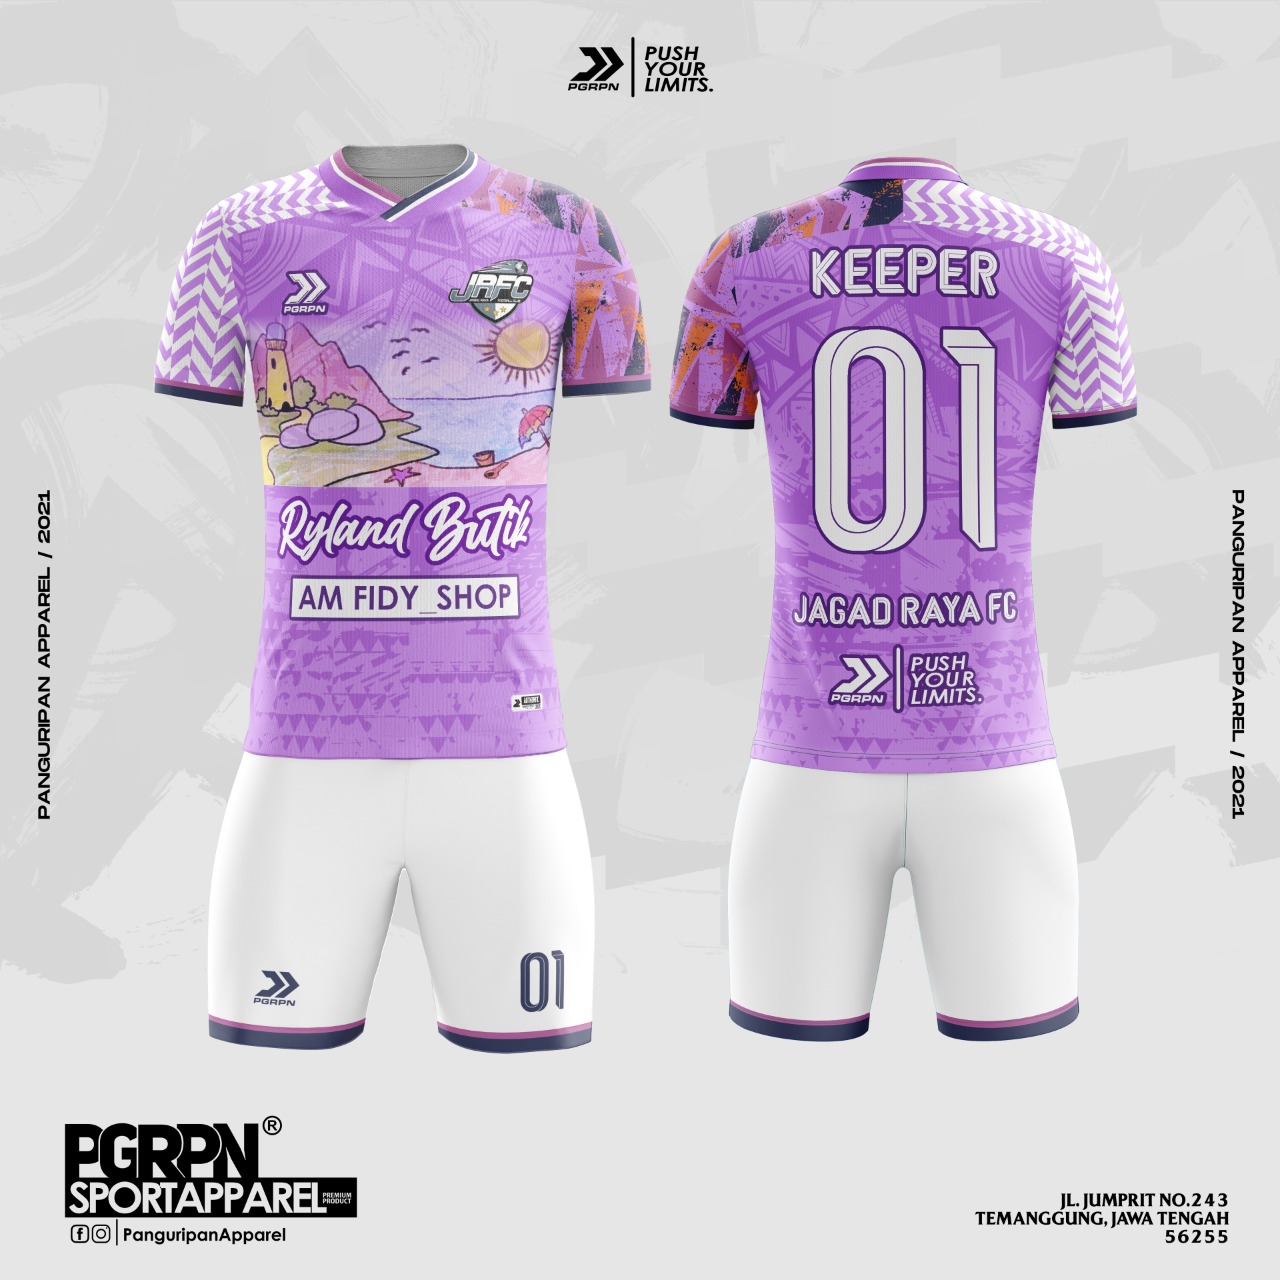 PGRPN
PUSH
YOUR
LIMITS.
PGRPN
JRFC
Ryland Butik
AM FIDY_SHOP
PGRPN
01
KEEPER
01
JAGAD RAYA FC
PGRPN
PUSH
YOUR
LIMITS.
PANGURIPAN APPAREL / 2021
PANGURIPAN APPAREL / 2021
PGRPN®
SPORTAPPAREL
PREMIUM
PRODUCT
PanguripanApparel
JL. JUMPRIT NO.243
TEMANGGUNG, JAWA TENGAH
56255